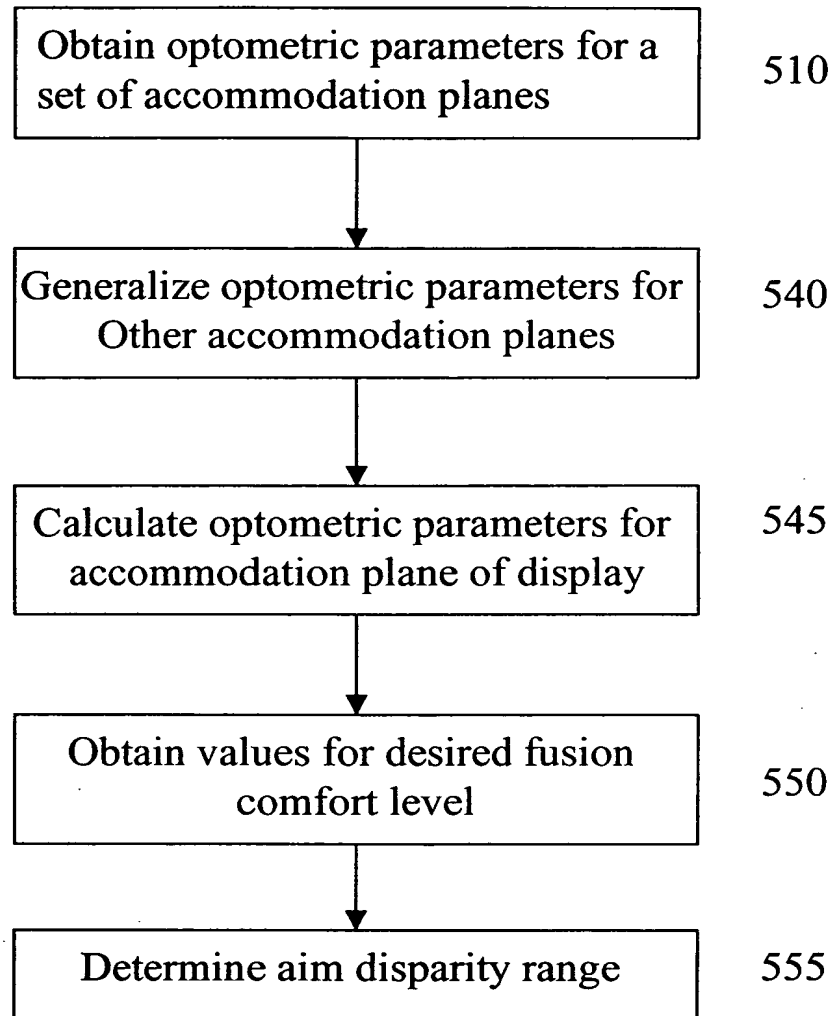 Obtain optometric parameters for a
set of accommodation planes
510
Generalize optometric parameters for
Other accommodation planes
540
Calculate optometric parameters for
accommodation plane of display
545
Obtain values for desired fusion
comfort level
550
Determine aim disparity range
555